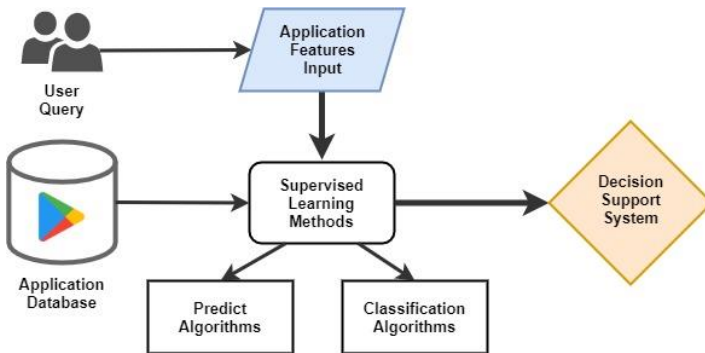 Application
Features
Input
User
Query
Supervised
Learning
Methods
Decision
Support
System
Application
Database
Predict
Algorithms
Classification
Algorithms